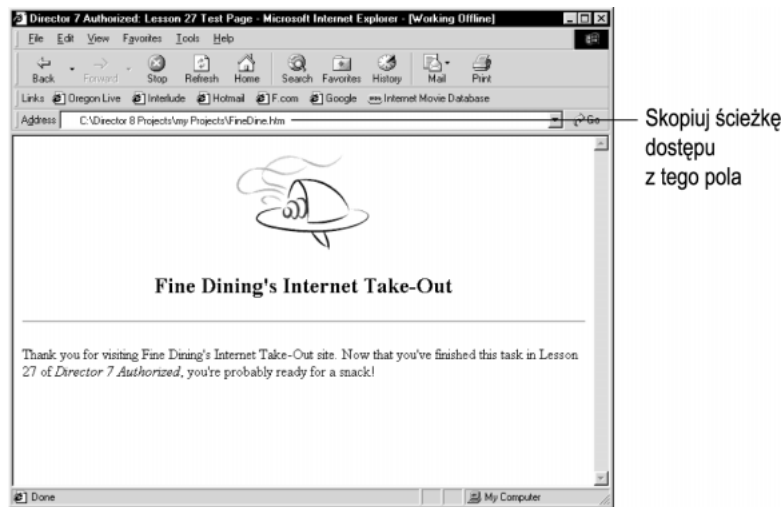 Director 7 Authorized: Lesson 27 Test Page - Microsoft Internet Explorer - [Working Offline]
File Edit View Favorites Tools Help
Back Forward Stop Refresh Home Search Favorites History Mail Print
Links Oregon Live Interlude Hotmail F.com Google Internet Movie Database
Address C:\Director 8 Projects\my Projects\FineDine.htm Go
Skopiuj ścieżkę
dostępu
z tego pola
Fine Dining's Internet Take-Out
Thank you for visiting Fine Dining's Internet Take-Out site. Now that you've finished this task in Lesson
27 of Director 7 Authorized, you're probably ready for a snack!
Done My Computer